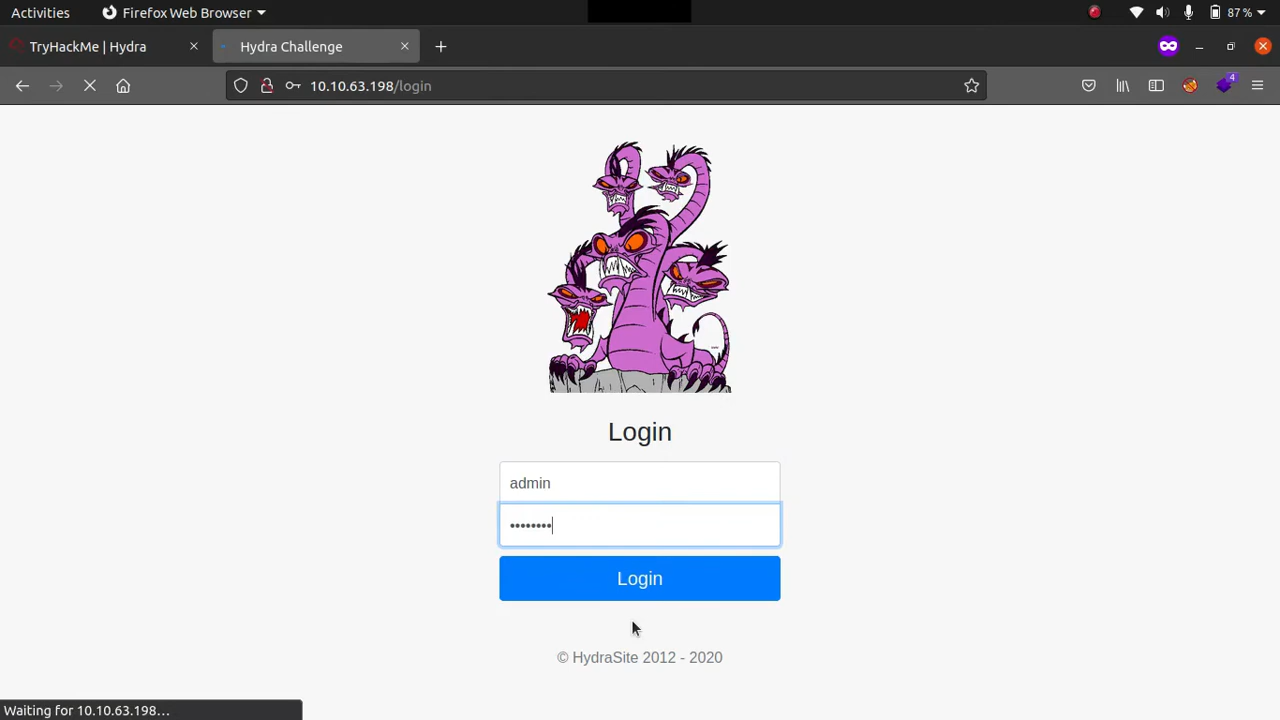 Activities Firefox Web Browser 87 %
TryHackMe | Hydra Hydra Challenge
10.10.63.198/login 4
Login
admin
••••••••
Login
© HydraSite 2012 - 2020
Waiting for 10.10.63.198…